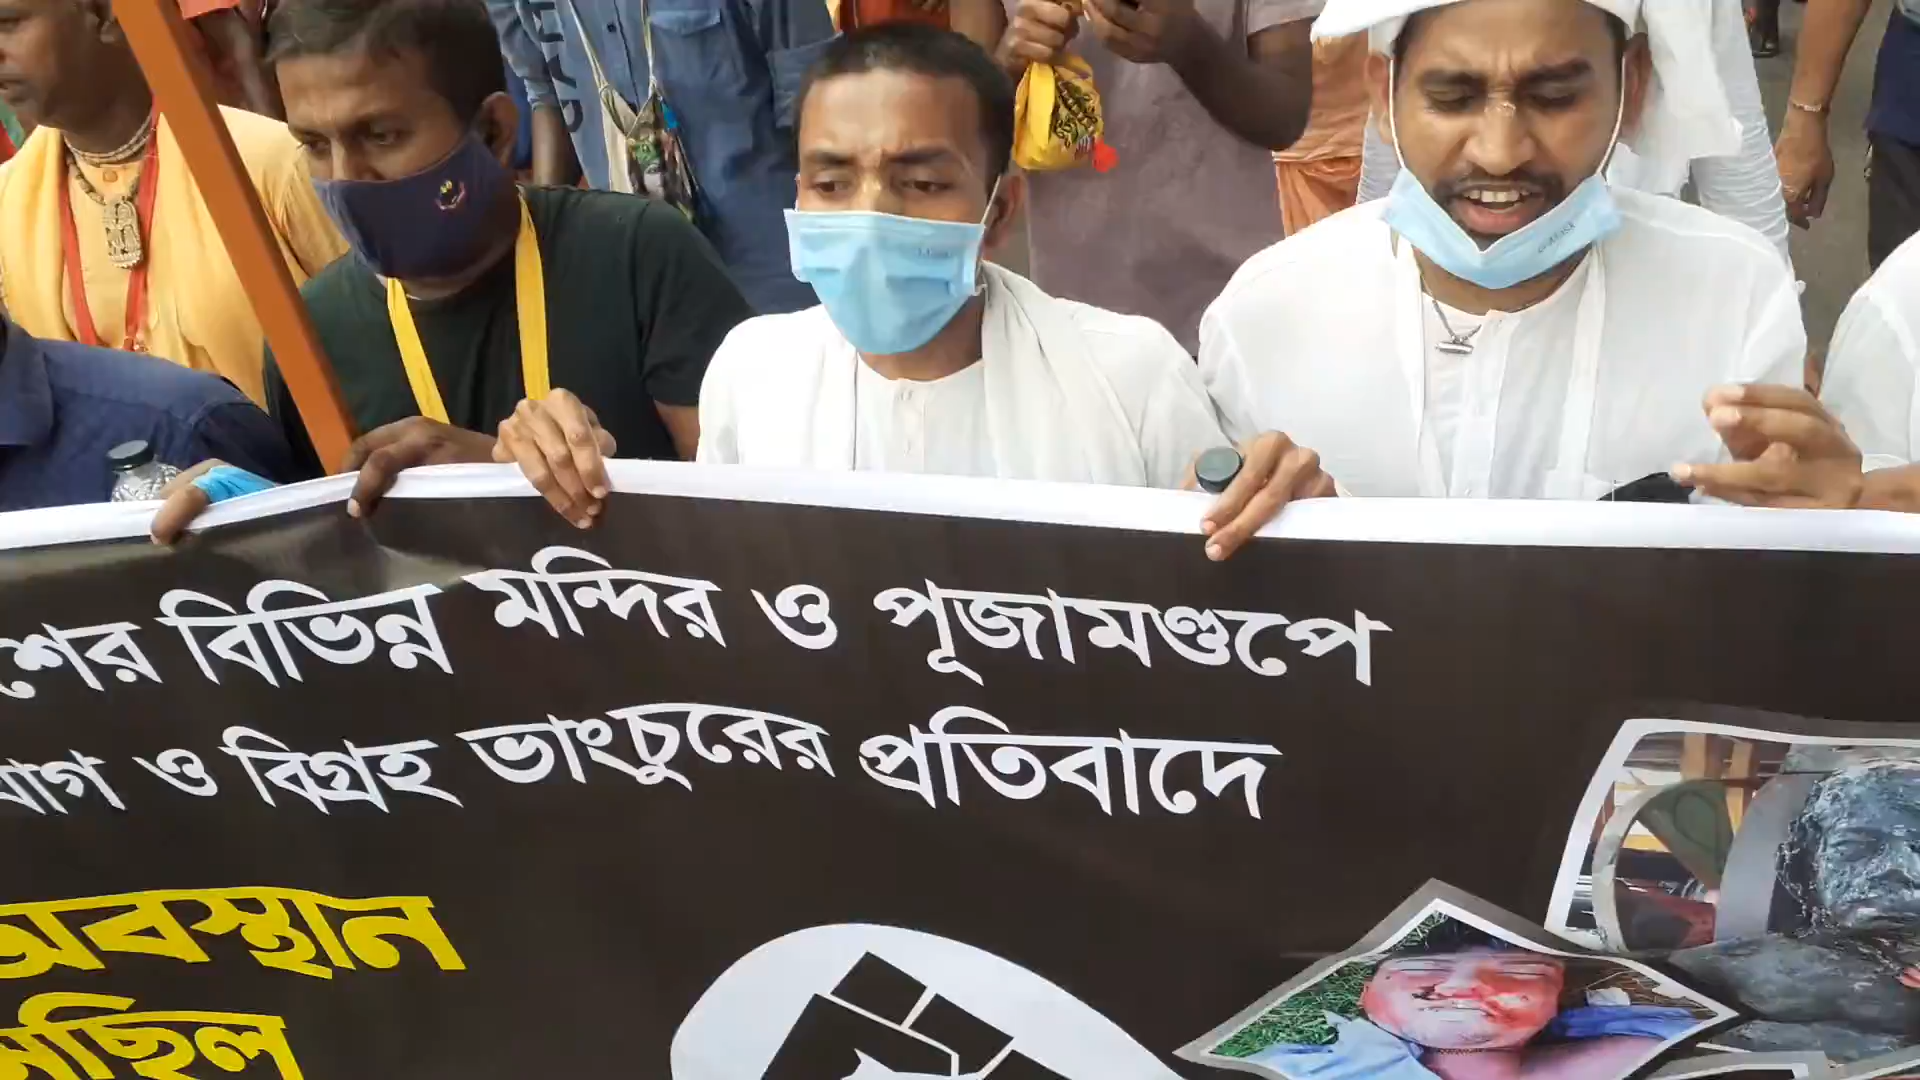 শের বিভিন্ন মন্দির ও পূজামণ্ডপে
যোগ ও বিগ্রহ ভাংচুরের প্রতিবাদে
অবস্থান
মিছিল